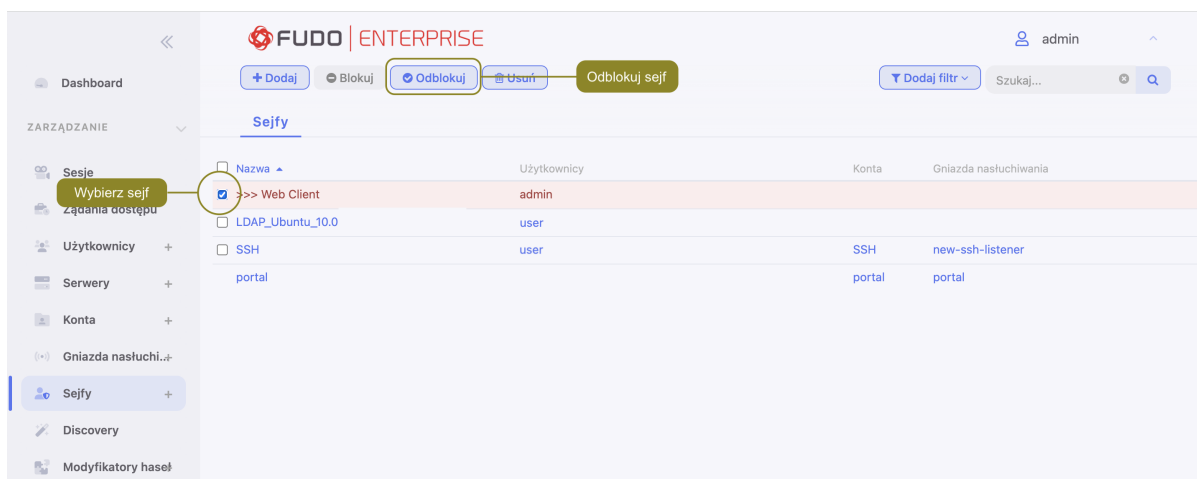 FUDO | ENTERPRISE
admin
+ Dodaj
Blokuj
Odblokuj
Usuń
Odblokuj sejf
Dodaj filtr
Szukaj...
Dashboard
ZARZĄDZANIE
Sejfy
Nazwa Użytkownicy Konta Gniazda nasłuchiwania
>>> Web Client admin
LDAP_Ubuntu_10.0 user
SSH user SSH new-ssh-listener
portal portal portal
Sesje
Wybierz sejf
Żądania dostępu
Użytkownicy +
Serwery +
Konta +
Gniazda nasłuchi..+
Sejfy +
Discovery
Modyfikatory haseł